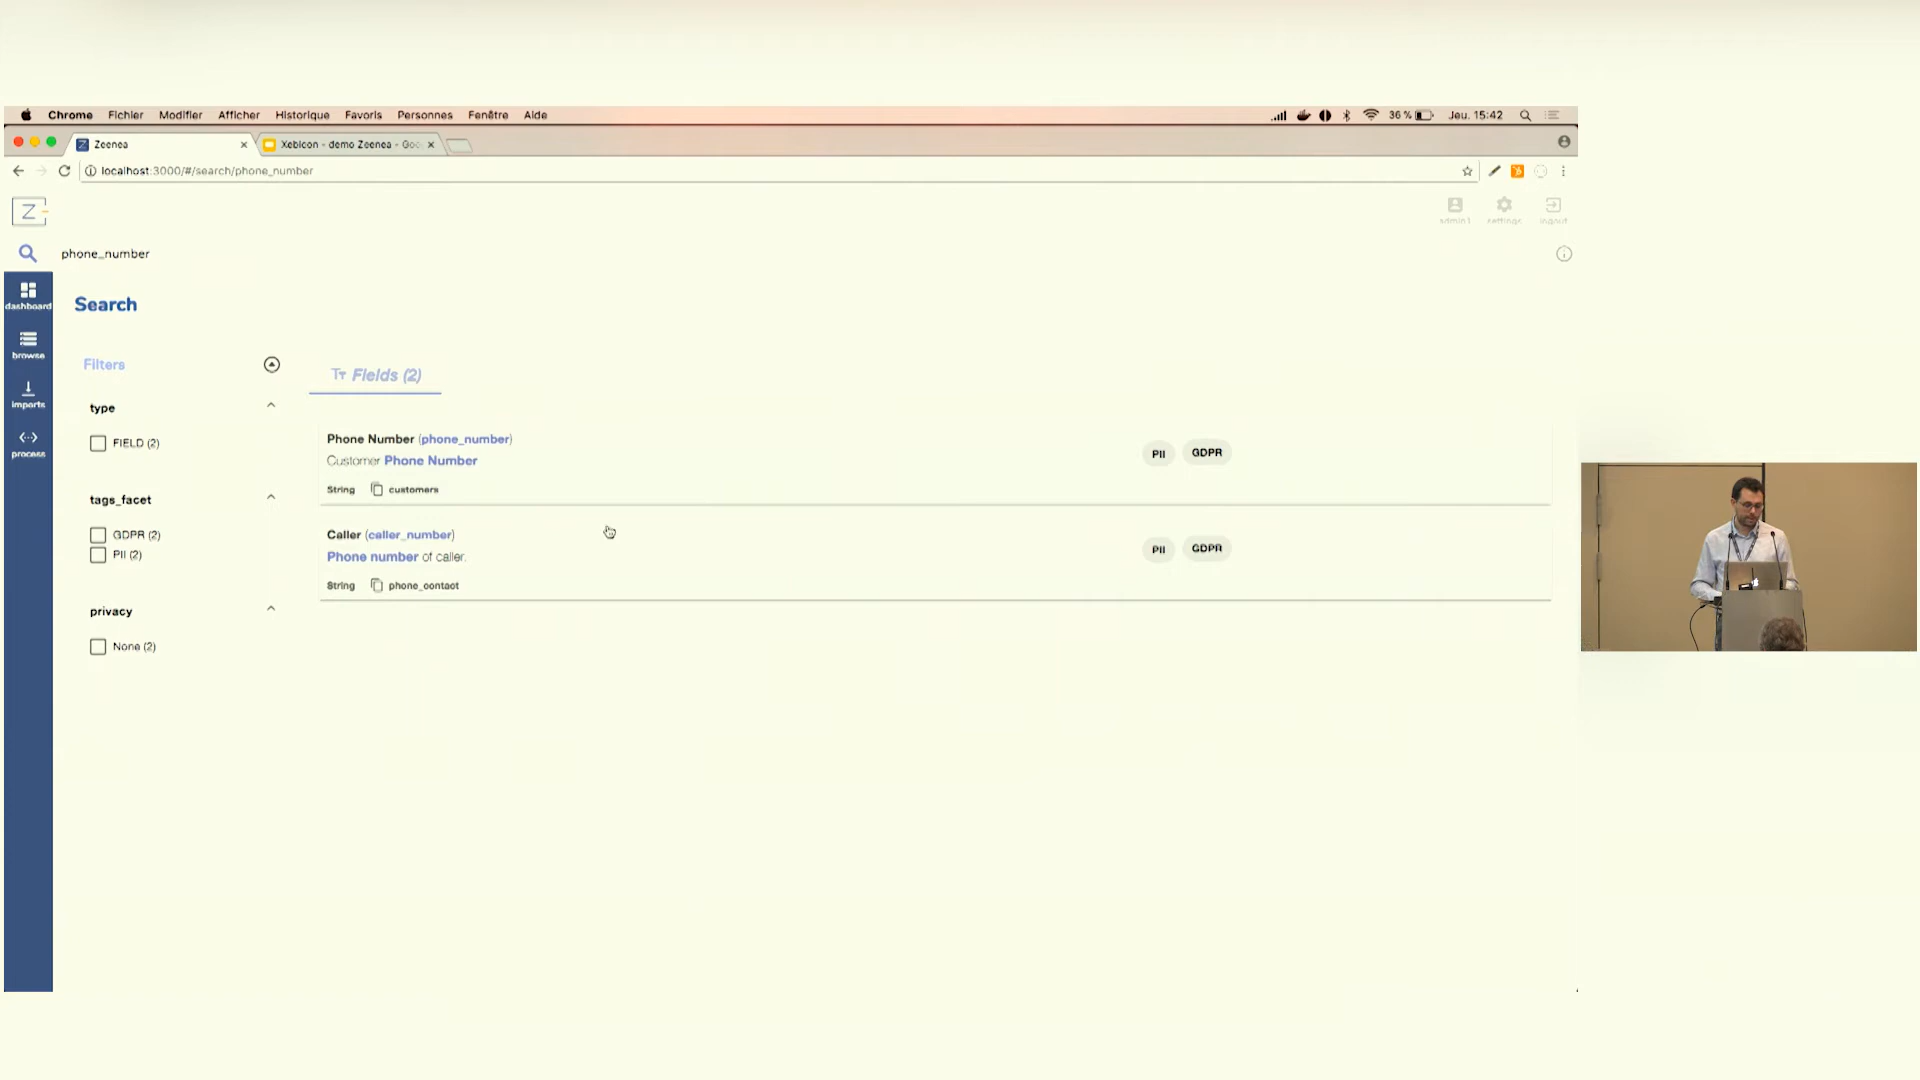 Chrome Fichier Modifier Afficher Historique Favoris Personnes Fenêtre Aide 36 % Jeu. 15:42
Zeenea × Xebicon - demo Zeenea - Goo ×
localhost:3000/#/search/phone_number
Z
admin1 settings logout
phone_number
dashboard
browse
imports
process
Search
Filters
type
FIELD (2)
tags_facet
GDPR (2)
PII (2)
privacy
None (2)
Fields (2)
Phone Number (phone_number)
Customer Phone Number
String customers
PII GDPR
Caller (caller_number)
Phone number of caller.
String phone_contact
PII GDPR